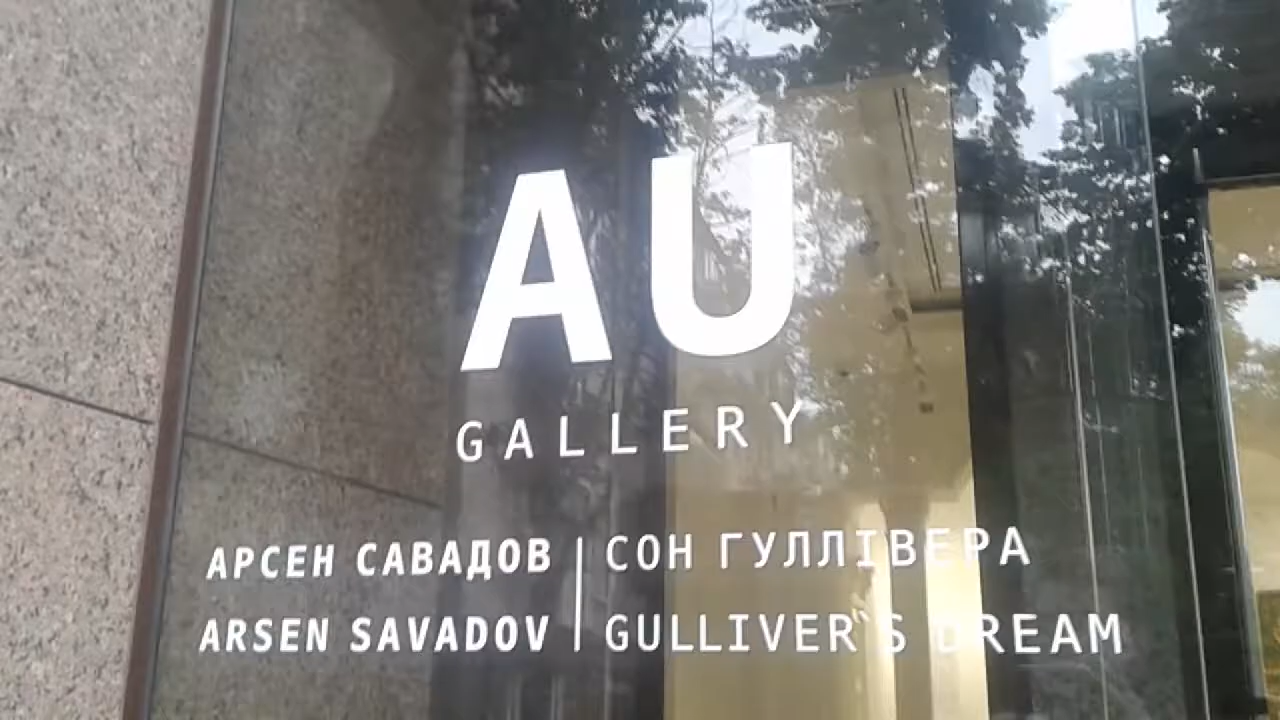 AU
GALLERY
АРСЕН САВАДОВ | СОН ГУЛЛІВЕРА
ARSEN SAVADOV | GULLIVER`S DREAM